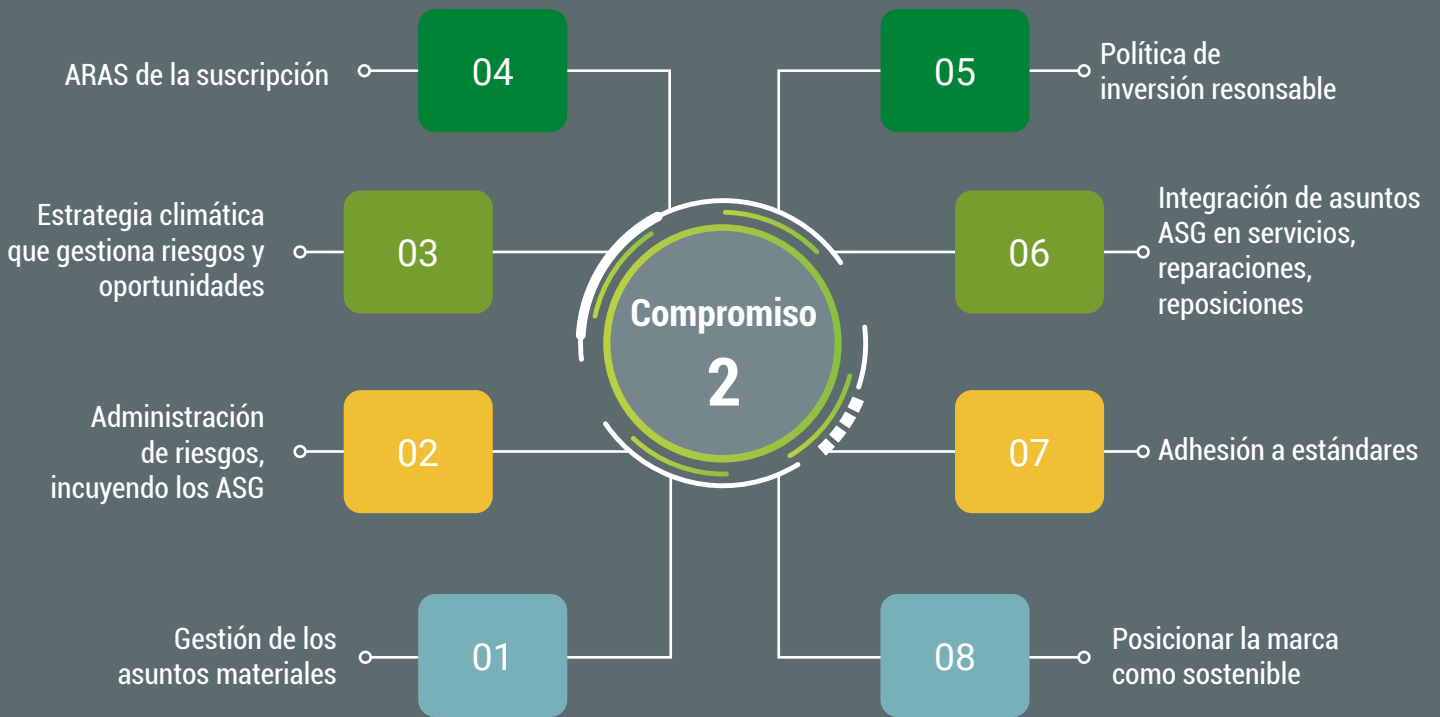 04
ARAS de la suscripción
05
Política de
inversión resonsable
03
Estrategia climática
que gestiona riesgos y
oportunidades
06
Integración de asuntos
ASG en servicios,
reparaciones,
reposiciones
Compromiso
2
02
Administración
de riesgos,
incuyendo los ASG
07
Adhesión a estándares
01
Gestión de los
asuntos materiales
08
Posicionar la marca
como sostenible